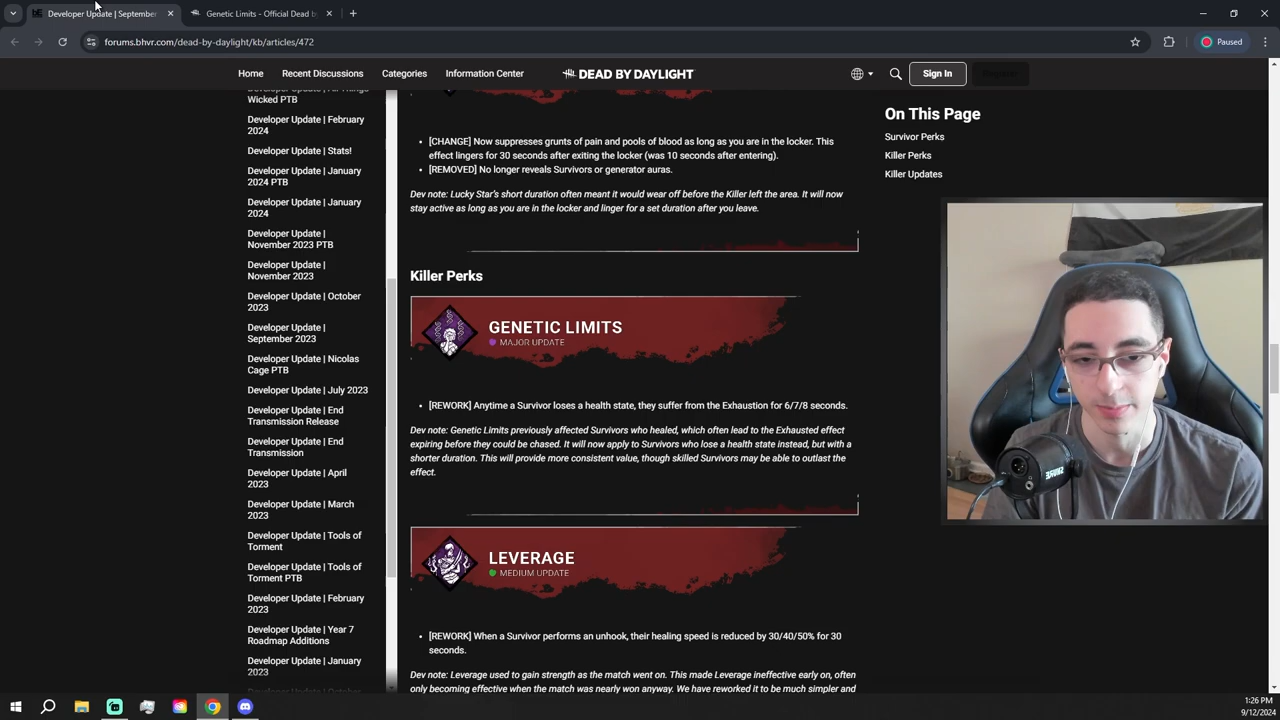 Developer Update | September
Genetic Limits - Official Dead b
forums.bhvr.com/dead-by-daylight/kb/articles/472
Paused
Home
Recent Discussions
Categories
Information Center
DEAD BY DAYLIGHT
Sign In
Register
Wicked PTB
Developer Update | February
2024
Developer Update | Stats!
Developer Update | January
2024 PTB
Developer Update | January
2024
Developer Update |
November 2023 PTB
Developer Update |
November 2023
Developer Update | October
2023
Developer Update |
September 2023
Developer Update | Nicolas
Cage PTB
Developer Update | July 2023
Developer Update | End
Transmission Release
Developer Update | End
Transmission
Developer Update | April
2023
Developer Update | March
2023
Developer Update | Tools of
Torment
Developer Update | Tools of
Torment PTB
Developer Update | February
2023
Developer Update | Year 7
Roadmap Additions
Developer Update | January
2023
[CHANGE] Now suppresses grunts of pain and pools of blood as long as you are in the locker. This
effect lingers for 30 seconds after exiting the locker (was 10 seconds after entering).
[REMOVED] No longer reveals Survivors or generator auras.
Dev note: Lucky Star's short duration often meant it would wear off before the Killer left the area. It will now
stay active as long as you are in the locker and linger for a set duration after you leave.
Killer Perks
GENETIC LIMITS
MAJOR UPDATE
[REWORK] Anytime a Survivor loses a health state, they suffer from the Exhaustion for 6/7/8 seconds.
Dev note: Genetic Limits previously affected Survivors who healed, which often lead to the Exhausted effect
expiring before they could be chased. It will now apply to Survivors who lose a health state instead, but with a
shorter duration. This will provide more consistent value, though skilled Survivors may be able to outlast the
effect.
LEVERAGE
MEDIUM UPDATE
[REWORK] When a Survivor performs an unhook, their healing speed is reduced by 30/40/50% for 30
seconds.
Dev note: Leverage used to gain strength as the match went on. This made Leverage ineffective early on, often
only becoming effective when the match was nearly won anyway. We have reworked it to be much simpler and
On This Page
Survivor Perks
Killer Perks
Killer Updates
1:26 PM
9/12/2024